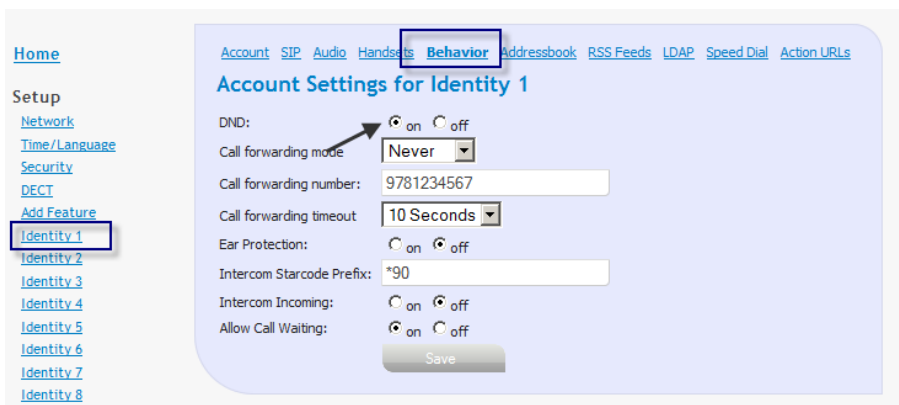 Home
Account SIP Audio Handsets Behavior Addressbook RSS Feeds LDAP Speed Dial Action URLs
Account Settings for Identity 1
Setup
Network
Time/Language
Security
DECT
Add Feature
Identity 1
Identity 2
Identity 3
Identity 4
Identity 5
Identity 6
Identity 7
Identity 8
DND: on off
Call forwarding mode Never
Call forwarding number: 9781234567
Call forwarding timeout 10 Seconds
Ear Protection: on off
Intercom Starcode Prefix: *90
Intercom Incoming: on off
Allow Call Waiting: on off
Save